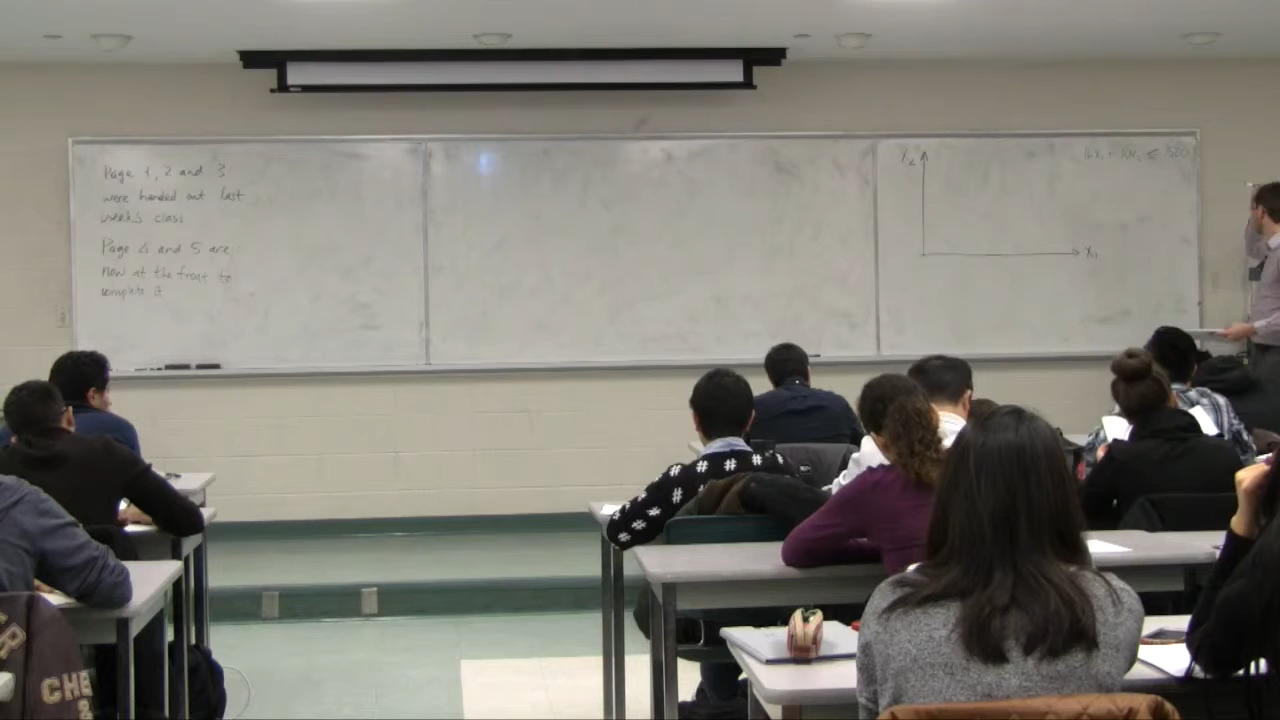 Page 1, 2 and 3
were handed out last
week's class
Page 4 and 5 are
now at the front to
complete it
X₂
X₁
CHE
&